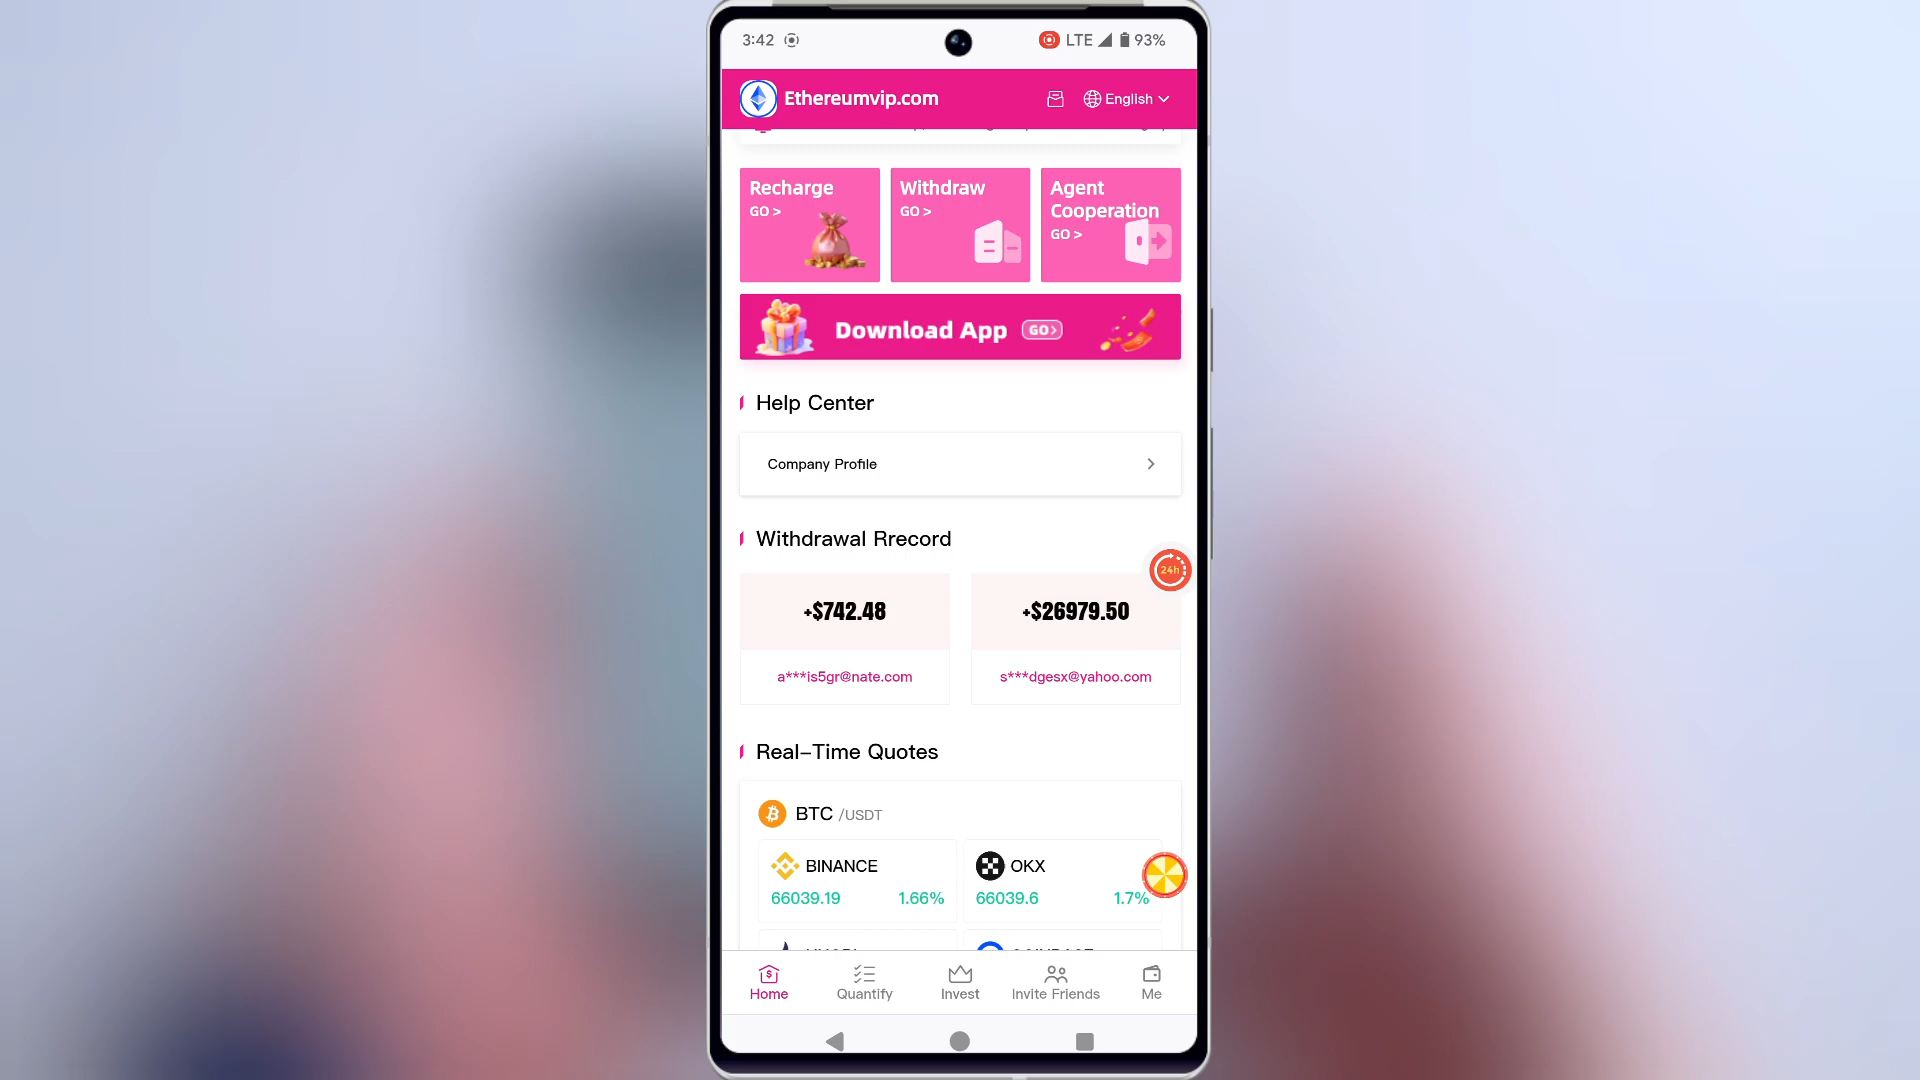 3:42 LTE 93%
Ethereumvip.com English
Recharge
GO >
Withdraw
GO >
Agent
Cooperation
GO >
Download App GO>
Help Center
Company Profile
Withdrawal Rrecord
24h
+$742.48
+$26979.50
a***is5gr@nate.com
s***dgesx@yahoo.com
Real-Time Quotes
BTC /USDT
BINANCE
66039.19 1.66%
OKX
66039.6 1.7%
Home
Quantify
Invest
Invite Friends
Me